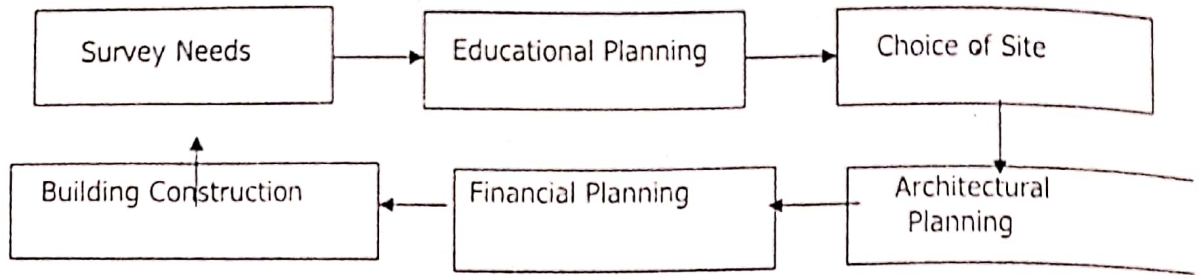 Survey Needs
Educational Planning
Choice of Site
Building Construction
Financial Planning
Architectural
Planning